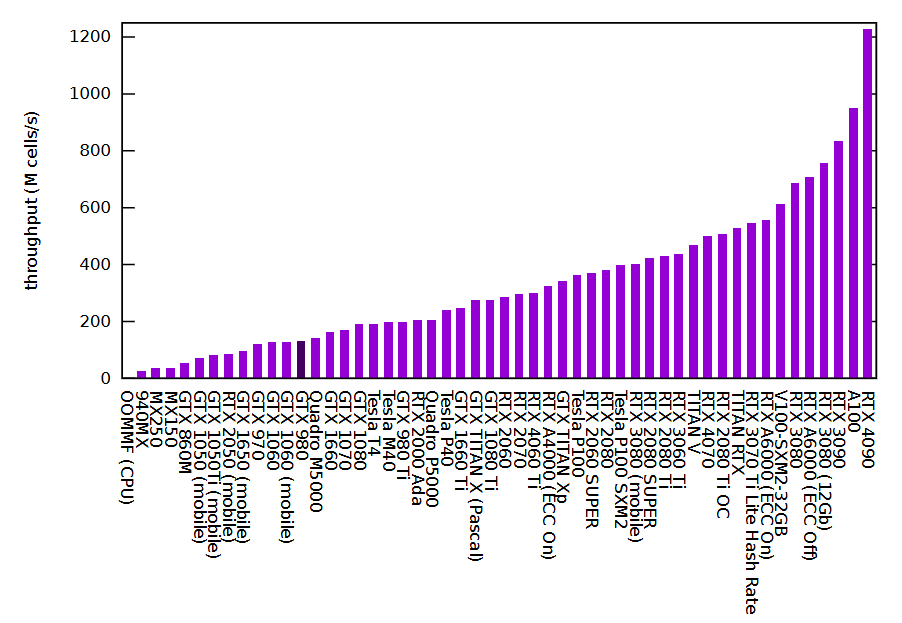 1200
1000
800
600
400
200
0
throughput (M cells/s)
OOMMF (CPU)
940MX
MX250
MX150
GTX 860M
GTX 1050 (mobile)
GTX 1050Ti (mobile)
RTX 2050 (mobile)
GTX 1650 (mobile)
GTX 970
GTX 1060
GTX 1060 (mobile)
GTX 980
Quadro M5000
GTX 1660
GTX 1070
GTX 1080
Tesla T4
Tesla M40
GTX 980 Ti
RTX 2000 Ada
Quadro P5000
Tesla P40
GTX 1660 Ti
GTX TITAN X (Pascal)
GTX 1080 Ti
RTX 2060
RTX 2070
RTX 4060 Ti
RTX A4000 (ECC On)
GTX TITAN Xp
Tesla P100
RTX 2060 SUPER
RTX 2080
Tesla P100 SXM2
RTX 3080 (mobile)
RTX 2080 SUPER
RTX 2080 Ti
RTX 3060 Ti
TITAN V
RTX 4070
RTX 2080 Ti OC
TITAN RTX
RTX 3070 Ti Lite Hash Rate
RTX A6000 (ECC On)
V100-SXM2-32GB
RTX 3080
RTX A6000 (ECC Off)
RTX 3080 (12Gb)
RTX 3090
A100
RTX 4090